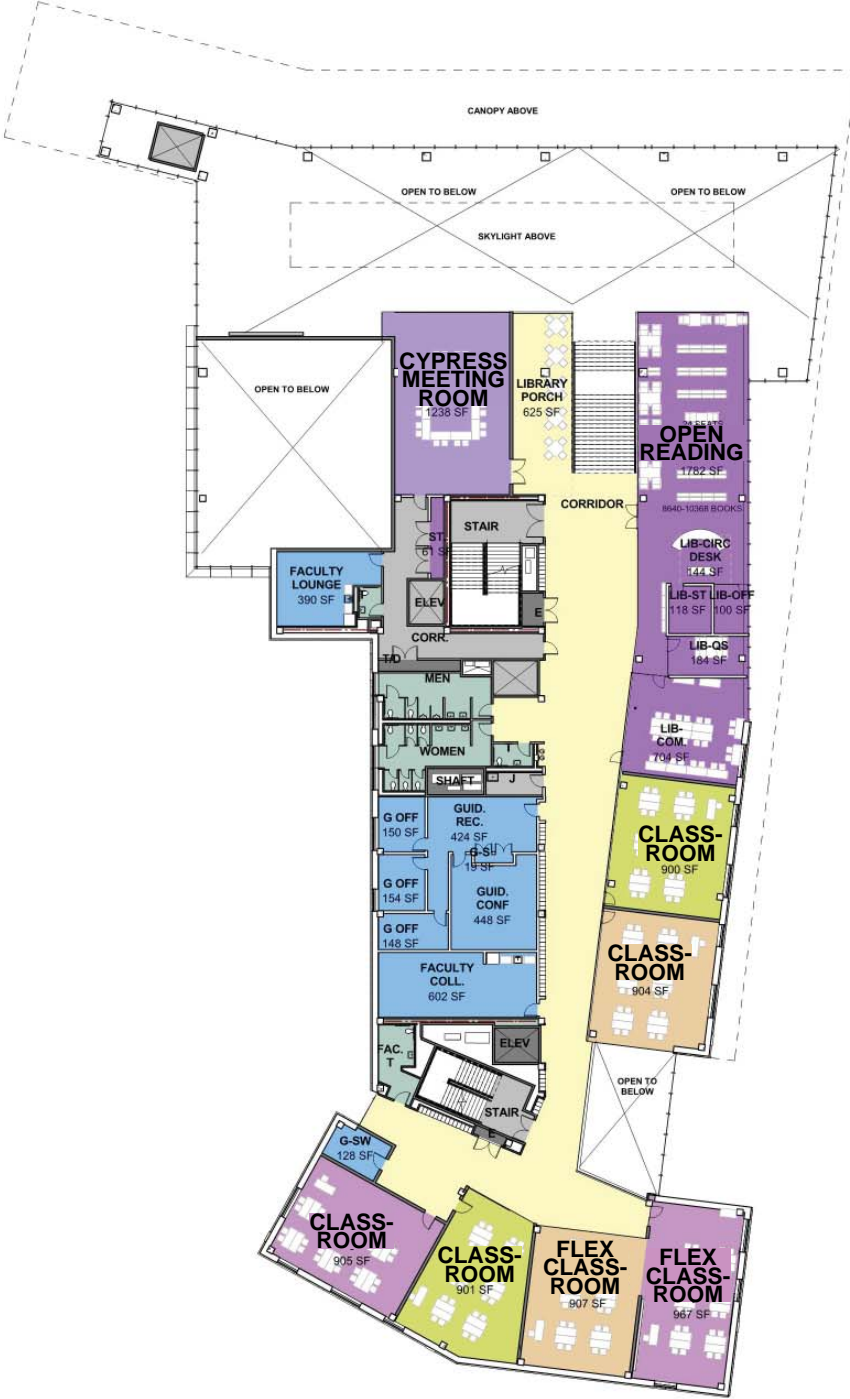 CANOPY ABOVE
OPEN TO BELOW
OPEN TO BELOW
SKYLIGHT ABOVE
OPEN TO BELOW
CYPRESS
MEETING
ROOM
1238 SF
LIBRARY
PORCH
625 SF
24 SEATS
OPEN
READING
1782 SF
8640-10368 BOOKS
CORRIDOR
STAIR
ST.
61 SF
LIB-CIRC
DESK
144 SF
FACULTY
LOUNGE
390 SF
ELEV
E
LIB-ST
118 SF
LIB-OFF
100 SF
CORR.
T/D
LIB-QS
184 SF
MEN
WOMEN
T
LIB-
COM.
704 SF
SHAFT
J
G OFF
150 SF
GUID.
REC.
424 SF
19 SF
CLASS-
ROOM
900 SF
G OFF
154 SF
GUID.
CONF
448 SF
G OFF
148 SF
CLASS-
ROOM
904 SF
FACULTY
COLL.
602 SF
FAC.
T
ELEV
OPEN TO
BELOW
STAIR
E
G-SW
128 SF
CLASS-
ROOM
905 SF
CLASS-
ROOM
901 SF
FLEX
CLASS-
ROOM
907 SF
FLEX
CLASS-
ROOM
967 SF